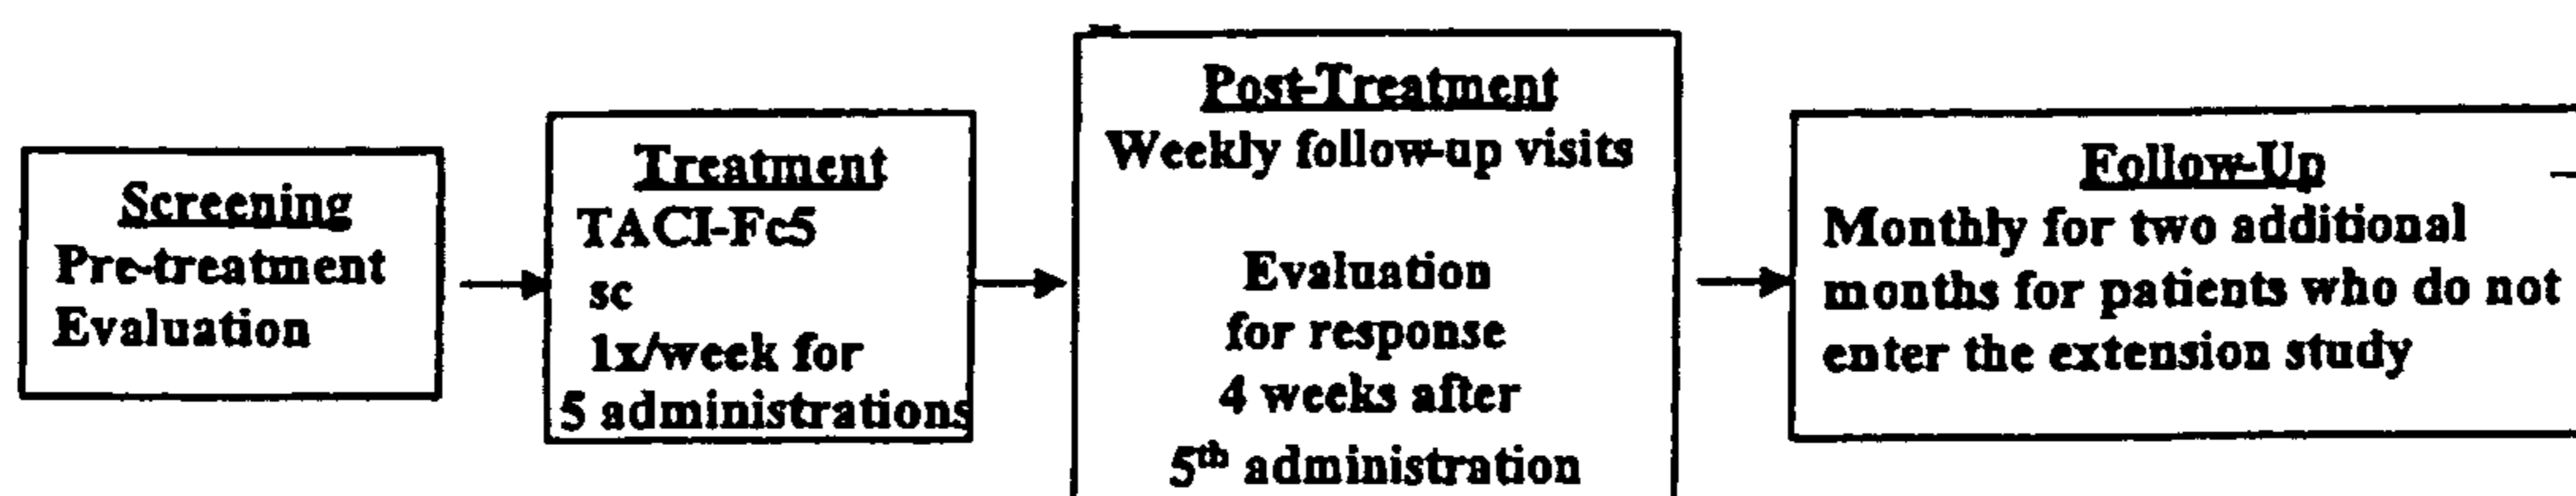 Screening
Pre-treatment
Evaluation
Treatment
TACI-Fc5
sc
1x/week for
5 administrations
Post-Treatment
Weekly follow-up visits
Evaluation
for response
4 weeks after
5th administration
Follow-Up
Monthly for two additional
months for patients who do not
enter the extension study